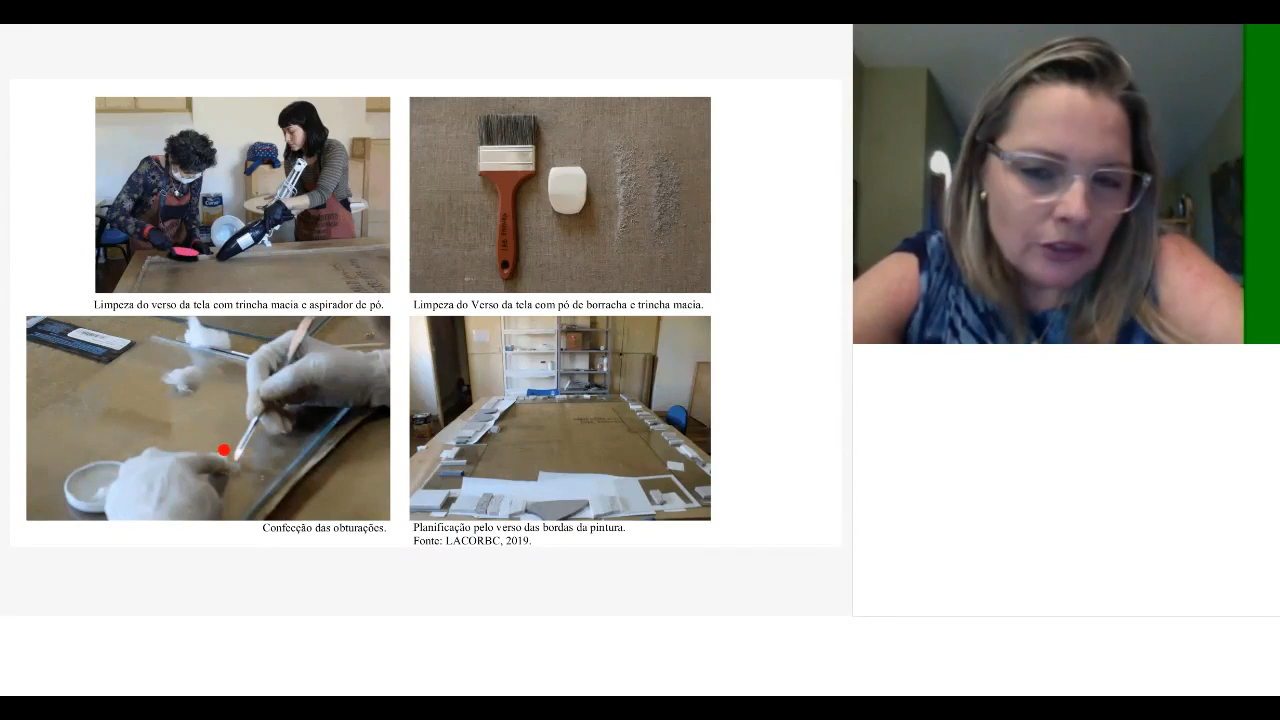 Limpeza do verso da tela com trincha macia e aspirador de pó.
Limpeza do Verso da tela com pó de borracha e trincha macia.
Confecção das obturações.
Planificação pelo verso das bordas da pintura.
Fonte: LACORBC, 2019.